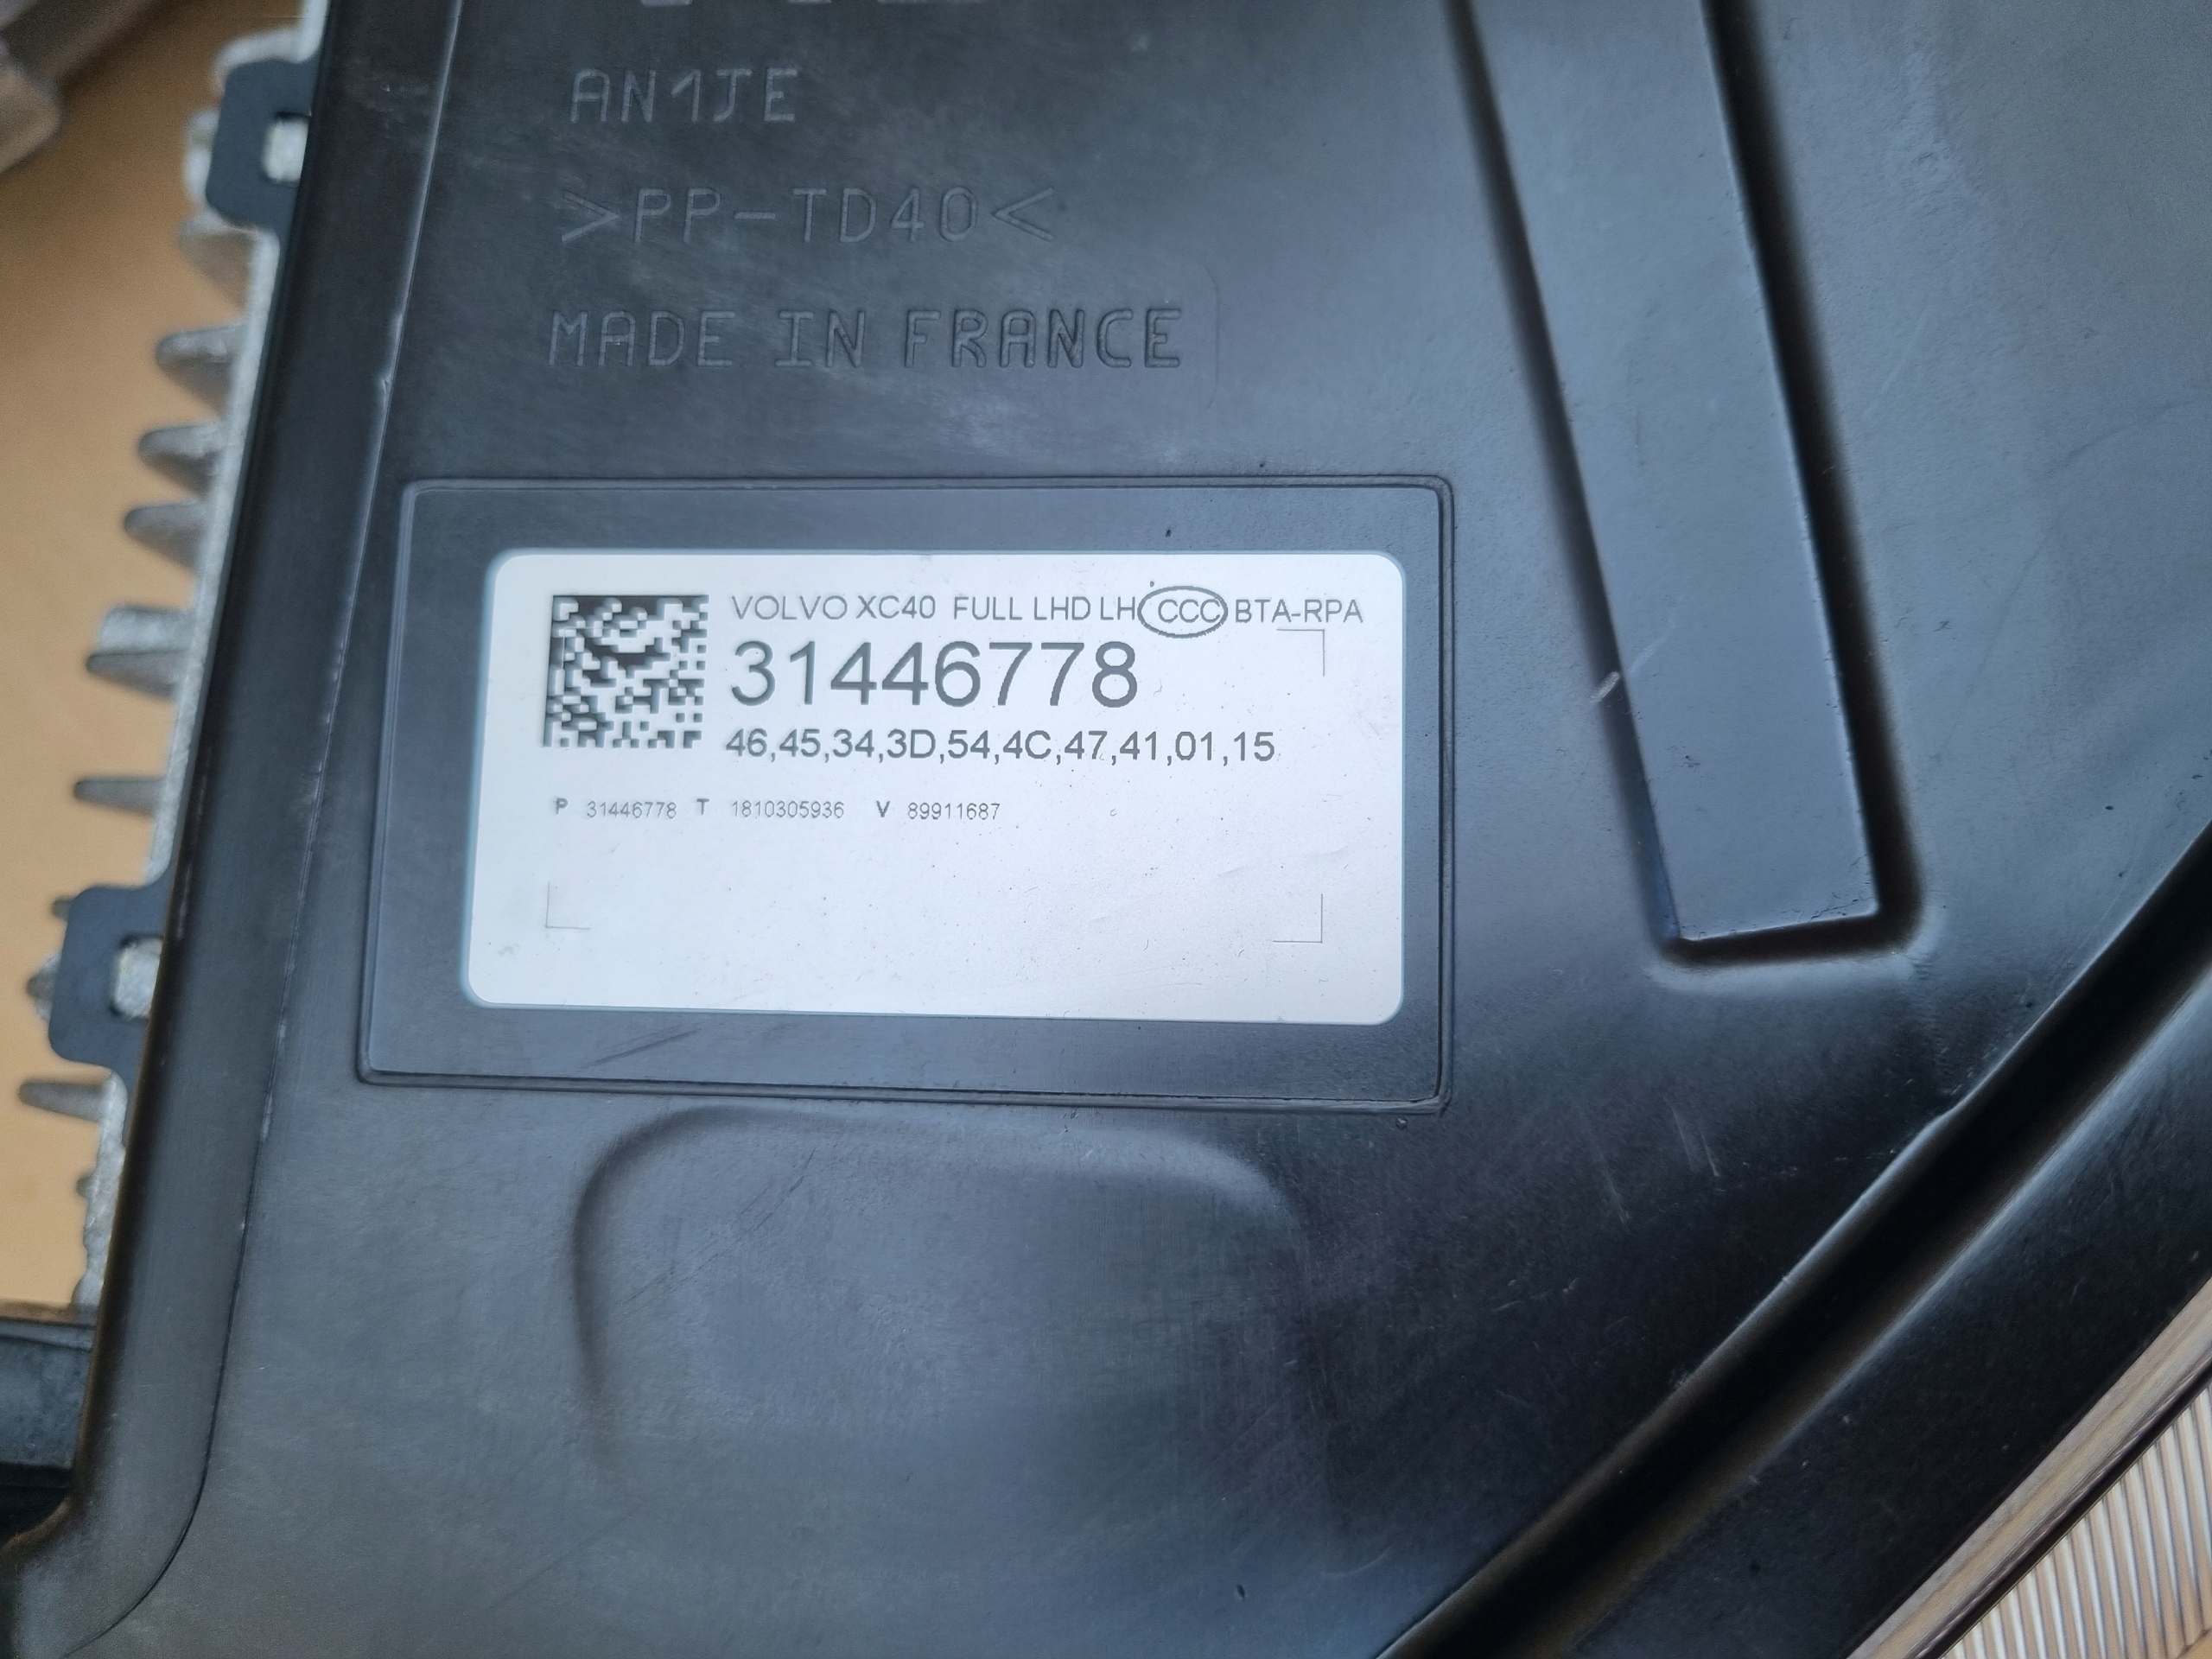 AN1JE
>PP-TD40<
MADE IN FRANCE
VOLVO XC40 FULL LHD LH CCC BTA-RPA
31446778
46,45,34,3D,54,4C,47,41,01,15
P 31446778 T 1810305936 V 89911687